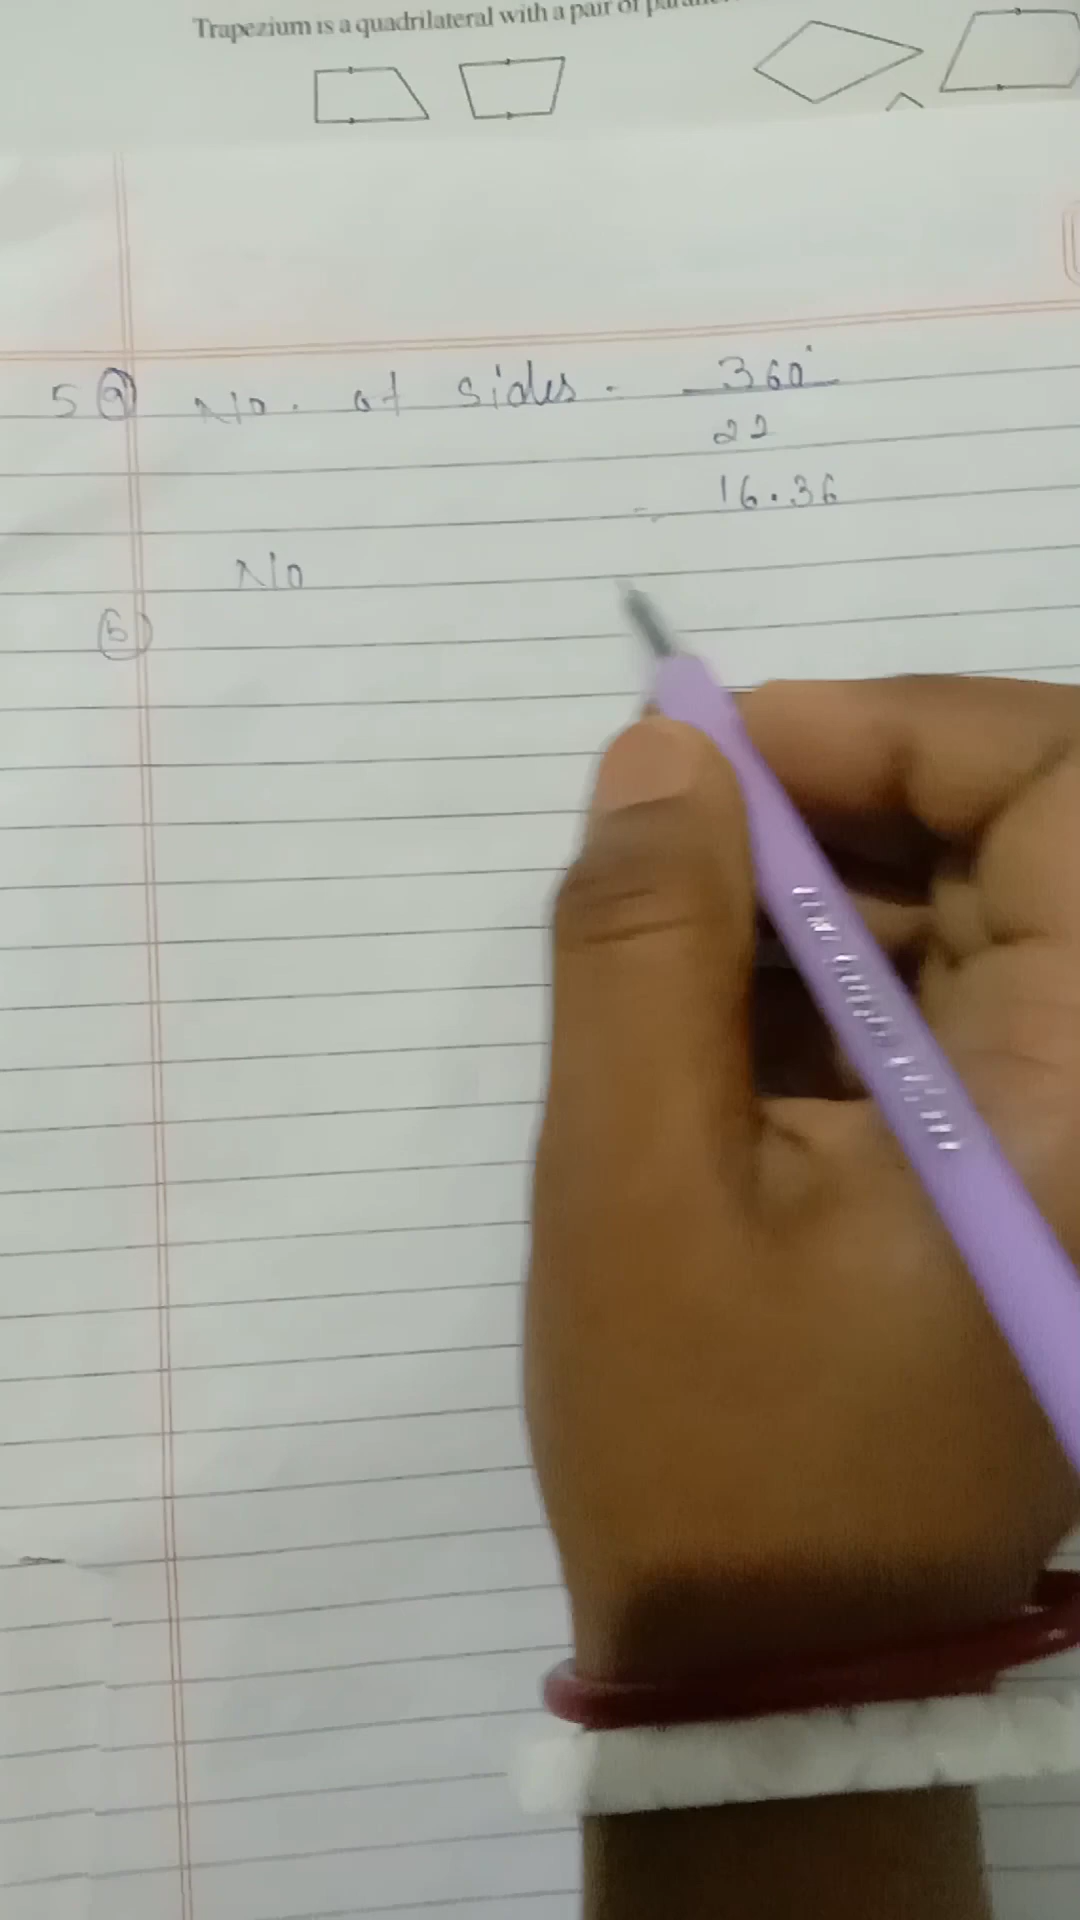 Trapezium is a quadrilateral with a pair of
5 a No. of sides = 360°
22
= 16.36
No
b